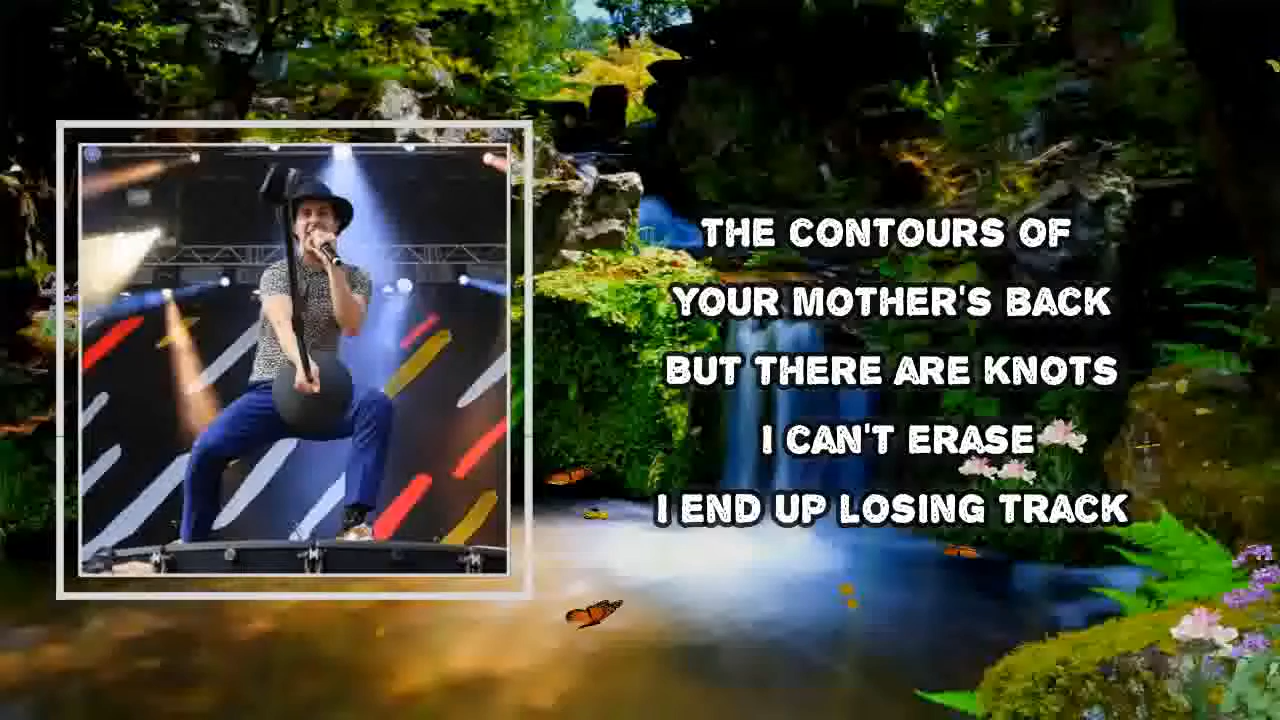 THE CONTOURS OF
YOUR MOTHER'S BACK
BUT THERE ARE KNOTS
I CAN'T ERASE
I END UP LOSING TRACK